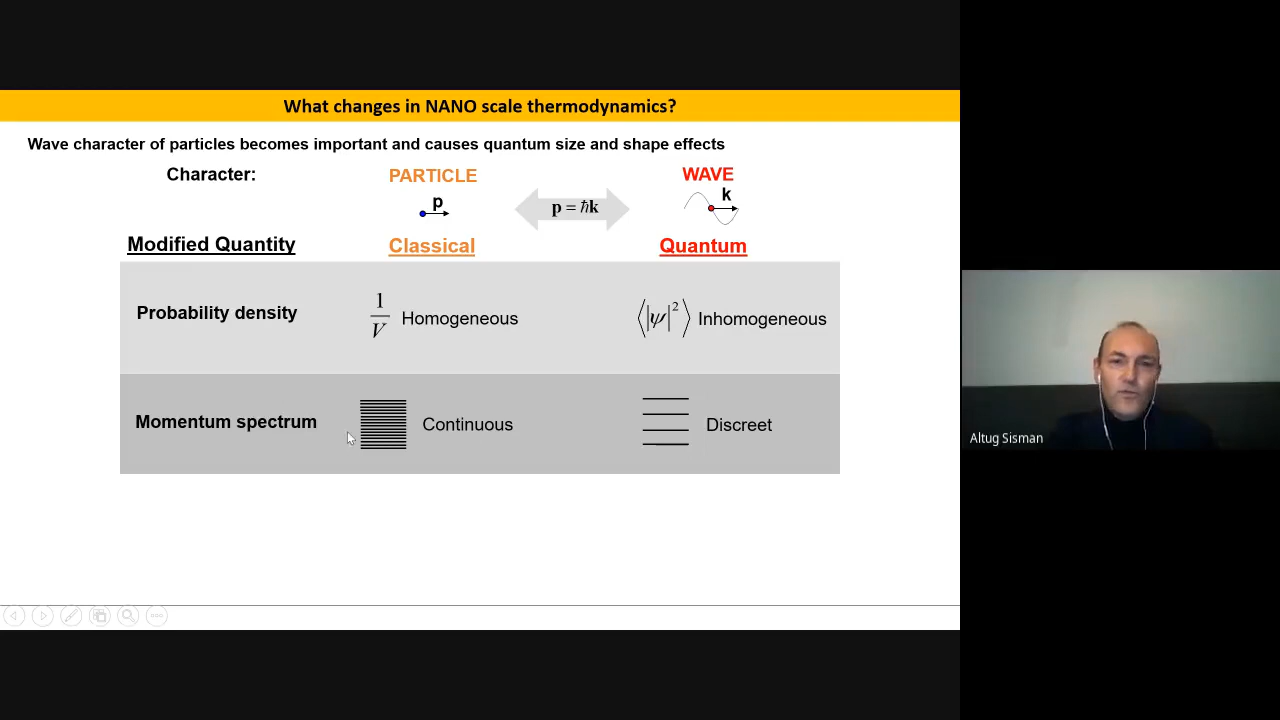 What changes in NANO scale thermodynamics?
Wave character of particles becomes important and causes quantum size and shape effects
Character: PARTICLE WAVE
p p = ħk k
Modified Quantity Classical Quantum
Probability density 1/V Homogeneous ⟨|ψ|²⟩ Inhomogeneous
Momentum spectrum Continuous Discreet
Altug Sisman